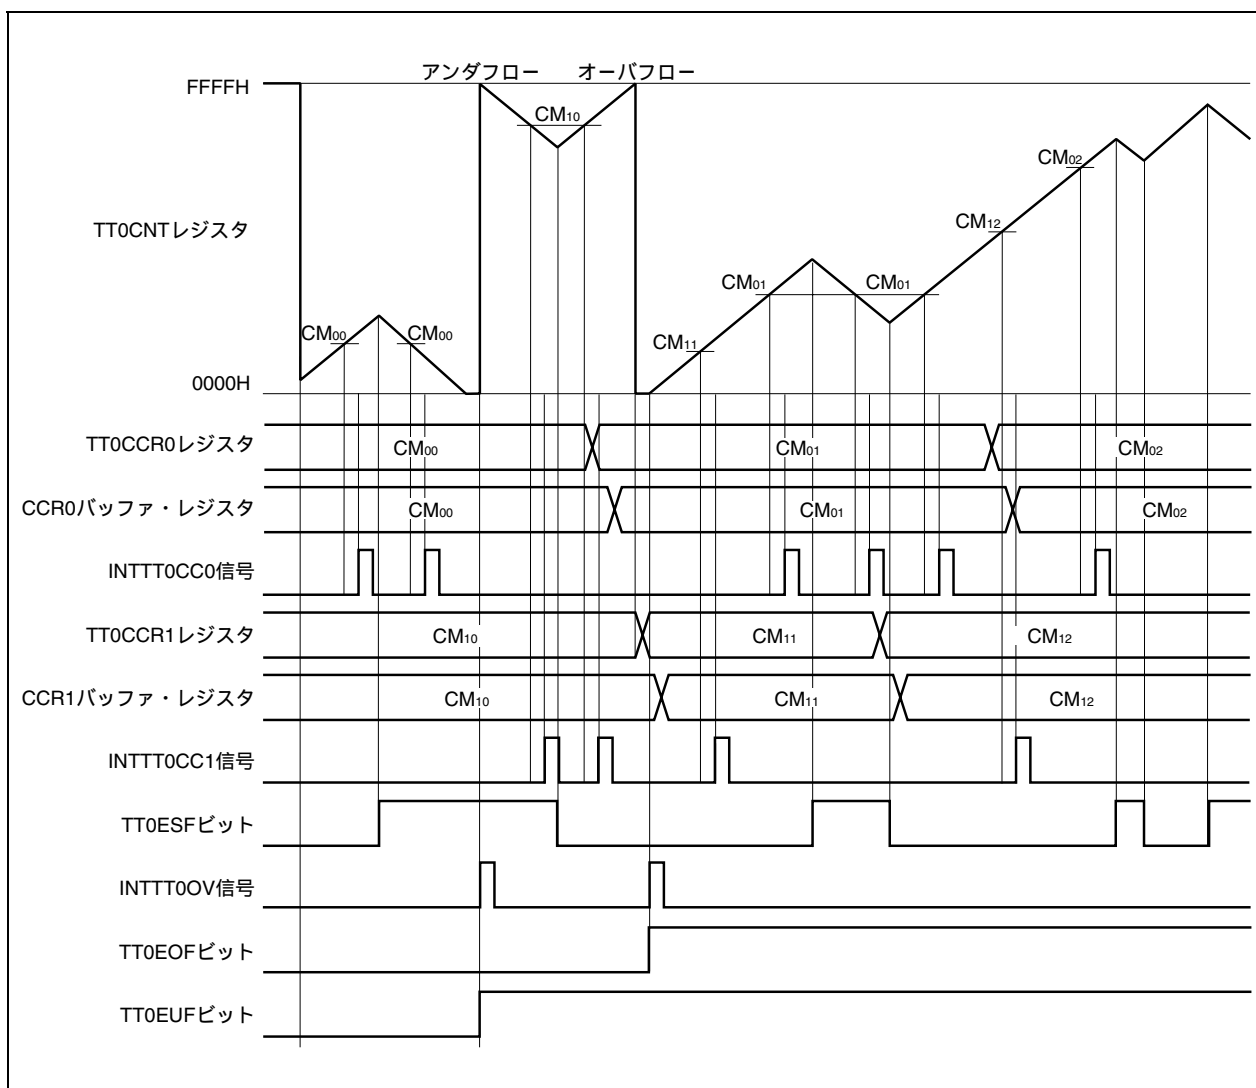 アンダフロー オーバフロー
FFFFH
CM10
CM02
TT0CNTレジスタ
CM12
CM01 CM01
CM00 CM00
CM11
0000H
TT0CCR0レジスタ CM00 CM01 CM02
CCR0バッファ・レジスタ CM00 CM01 CM02
INTTT0CC0信号
TT0CCR1レジスタ CM10 CM11 CM12
CCR1バッファ・レジスタ CM10 CM11 CM12
INTTT0CC1信号
TT0ESFビット
INTTT0OV信号
TT0EOFビット
TT0EUFビット